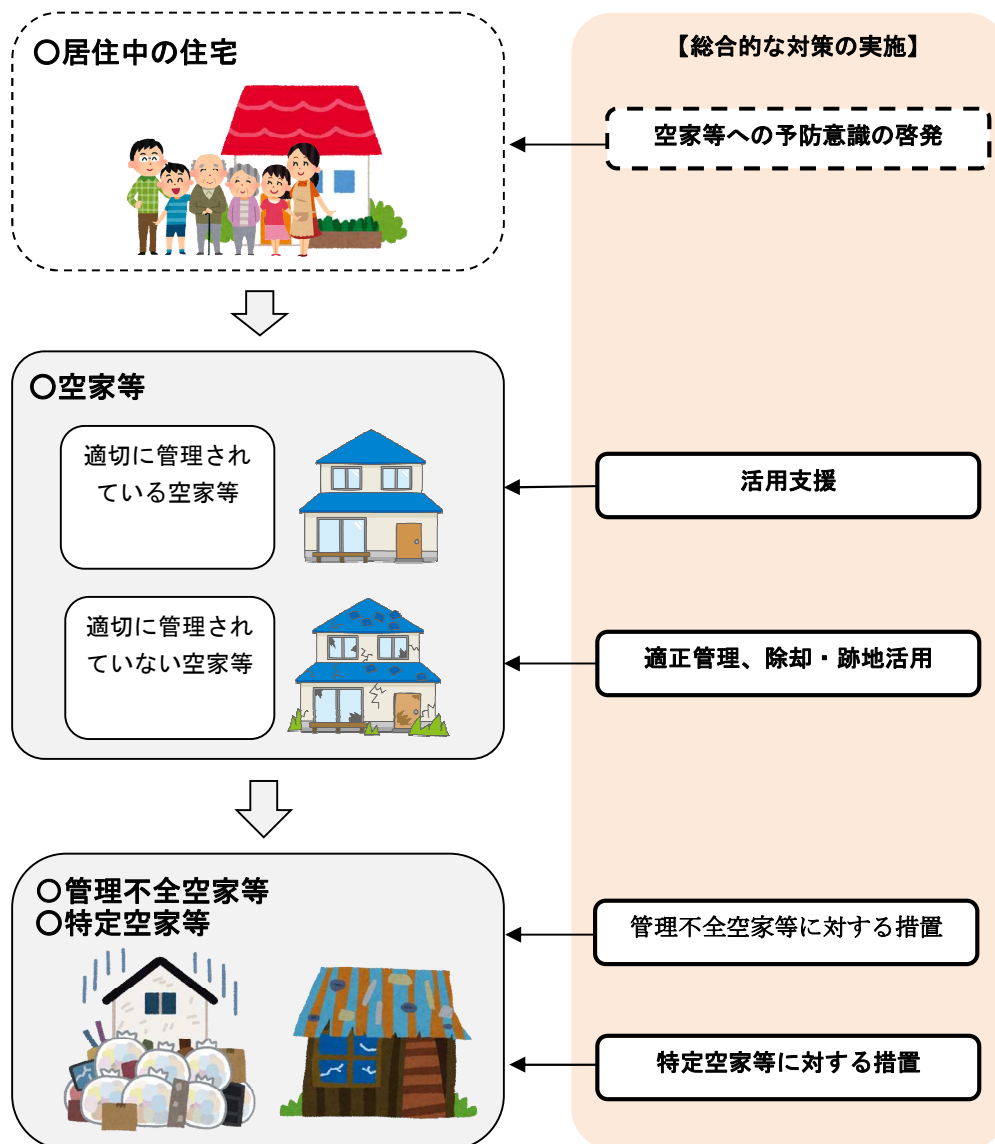 〇居住中の住宅
【総合的な対策の実施】
空家等への予防意識の啓発
〇空家等
適切に管理され
ている空家等
活用支援
適切に管理され
ていない空家等
適正管理、除却・跡地活用
〇管理不全空家等
〇特定空家等
管理不全空家等に対する措置
特定空家等に対する措置